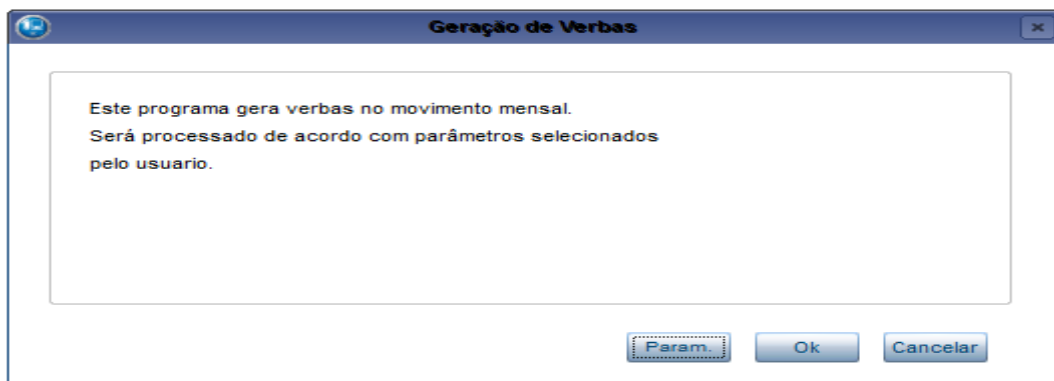 Geração de Verbas
Este programa gera verbas no movimento mensal.
Será processado de acordo com parâmetros selecionados
pelo usuario.
Param.
Ok
Cancelar